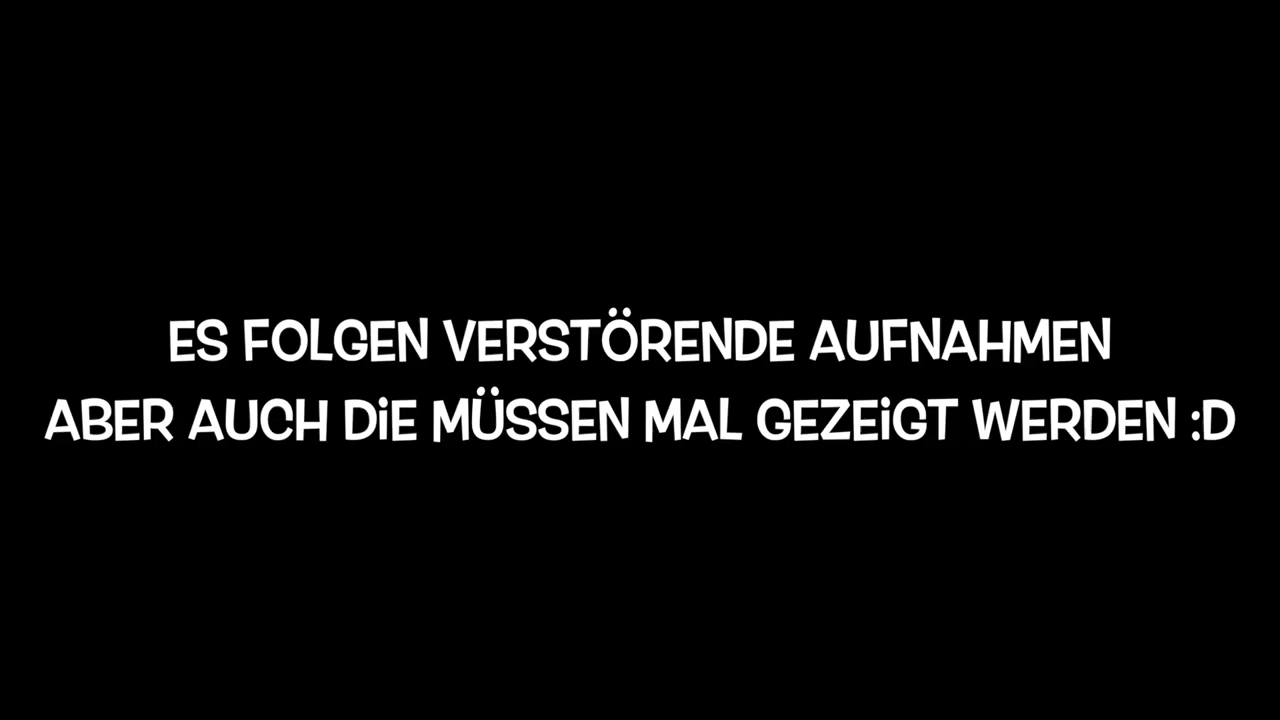 ES FOLGEN VERSTÖRENDE AUFNAHMEN
ABER AUCH DiE MÜSSEN MAL GEZEiGT WERDEN :D